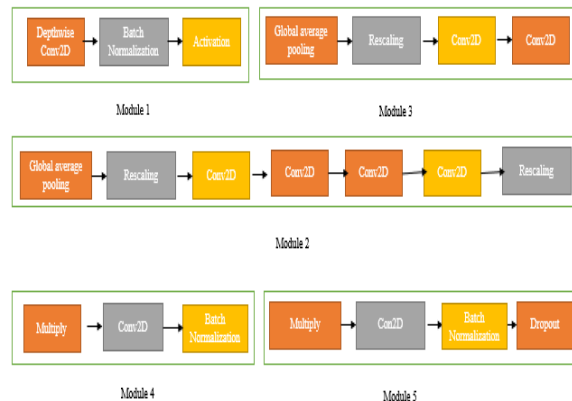 Depthwise
Conv2D
Batch
Normalization
Activation
Module 1
Global average
pooling
Rescaling
Conv2D
Conv2D
Module 3
Global average
pooling
Rescaling
Conv2D
Conv2D
Conv2D
Conv2D
Rescaling
Module 2
Multiply
Conv2D
Batch
Normalization
Module 4
Multiply
Con2D
Batch
Normalization
Dropout
Module 5